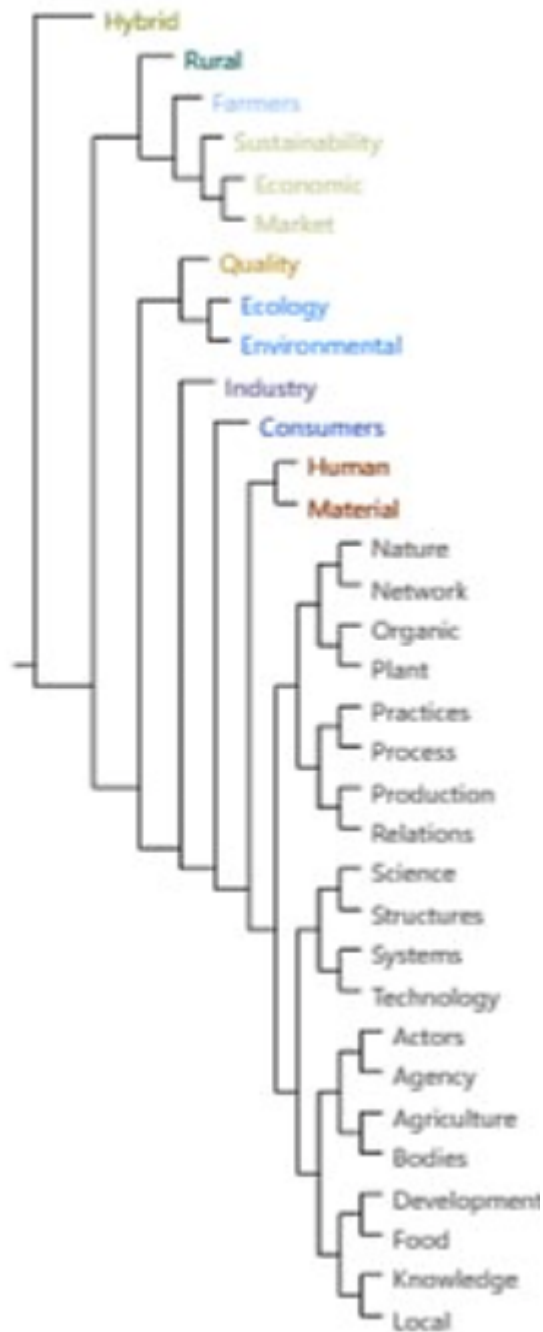 Hybrid
Rural
Farmers
Sustainability
Economic
Market
Quality
Ecology
Environmental
Industry
Consumers
Human
Material
Nature
Network
Organic
Plant
Practices
Process
Production
Relations
Science
Structures
Systems
Technology
Actors
Agency
Agriculture
Bodies
Development
Food
Knowledge
Local